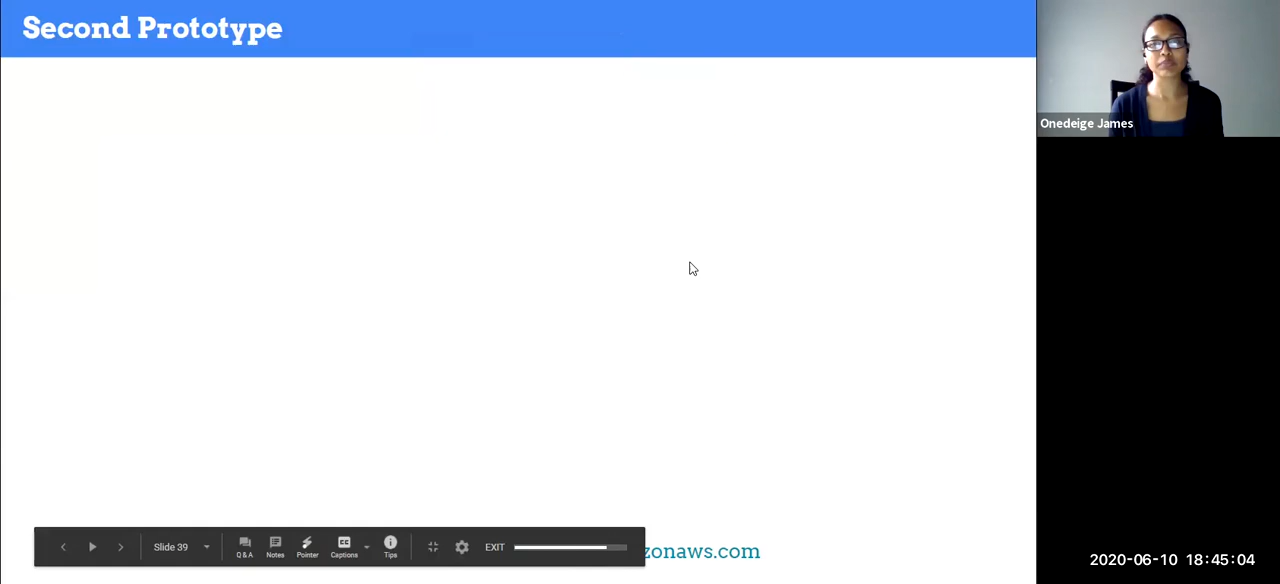 Second Prototype
Onedeige James
Slide 39
Q & A
Notes
Pointer
Captions
Tips
EXIT
zonaws.com
2020-06-10 18:45:04